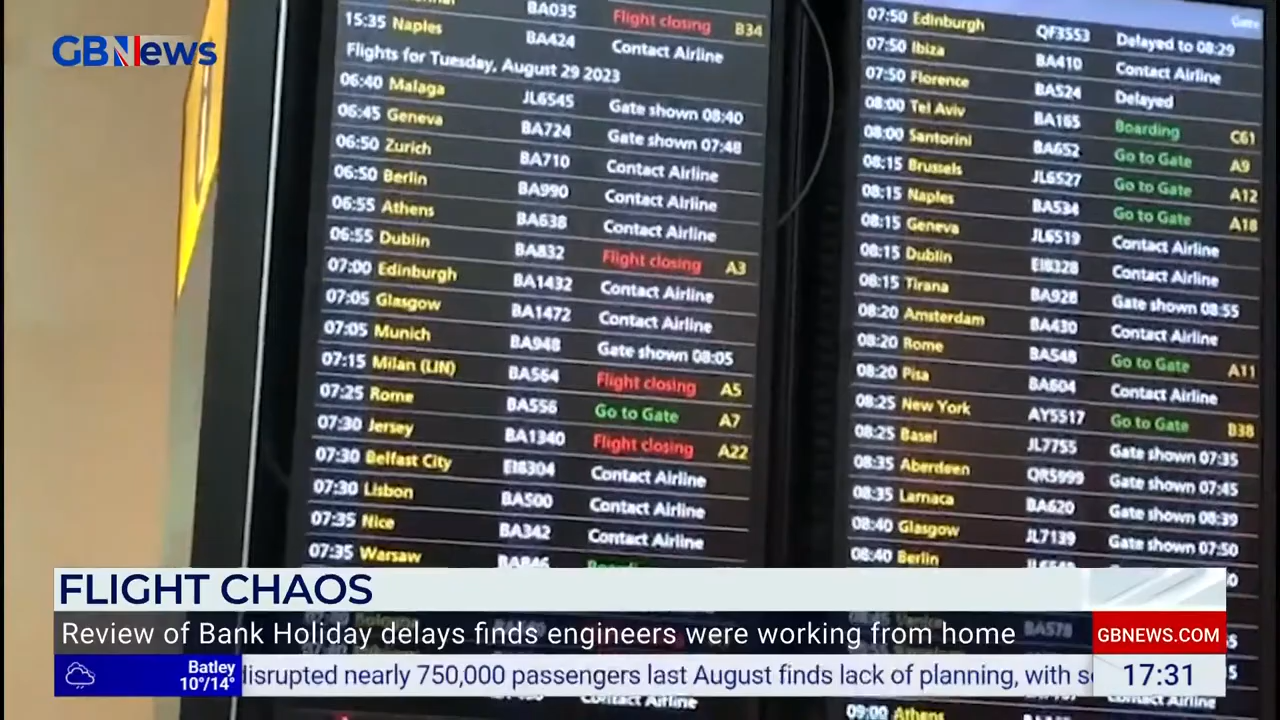 GBNEWS
BA035 Flight closing B34
15:35 Naples BA424 Contact Airline
Flights for Tuesday, August 29 2023
06:40 Malaga JL6545 Gate shown 08:40
06:45 Geneva BA724 Gate shown 07:48
06:50 Zurich BA710 Contact Airline
06:50 Berlin BA990 Contact Airline
06:55 Athens BA638 Contact Airline
06:55 Dublin BA832 Flight closing A3
07:00 Edinburgh BA1432 Contact Airline
07:05 Glasgow BA1472 Contact Airline
07:05 Munich BA948 Gate shown 08:05
07:15 Milan (LIN) BA564 Flight closing A5
07:25 Rome BA556 Go to Gate A7
07:30 Jersey BA1340 Flight closing A22
07:30 Belfast City EI8304 Contact Airline
07:30 Lisbon BA500 Contact Airline
07:35 Nice BA342 Contact Airline
07:35 Warsaw BA846
Contact Airline
Gate
07:50 Edinburgh QF3553 Delayed to 08:29
07:50 Ibiza BA410 Contact Airline
07:50 Florence BA524 Delayed
08:00 Tel Aviv BA165 Boarding C61
08:00 Santorini BA652 Go to Gate A9
08:15 Brussels JL6527 Go to Gate A12
08:15 Naples BA534 Go to Gate A18
08:15 Geneva JL6519 Contact Airline
08:15 Dublin EI8328 Contact Airline
08:15 Tirana BA928 Gate shown 08:55
08:20 Amsterdam BA430 Contact Airline
08:20 Rome BA548 Go to Gate A11
08:20 Pisa BA604 Contact Airline
08:25 New York AY5517 Go to Gate B38
08:25 Basel JL7755 Gate shown 07:35
08:35 Aberdeen QR5999 Gate shown 07:45
08:35 Larnaca BA620 Gate shown 08:39
08:40 Glasgow JL7139 Gate shown 07:50
08:40 Berlin
BA578
Contact Airline
09:00 Athens
FLIGHT CHAOS
Review of Bank Holiday delays finds engineers were working from home
GBNEWS.COM
Batley
10°/14°
disrupted nearly 750,000 passengers last August finds lack of planning, with
17:31